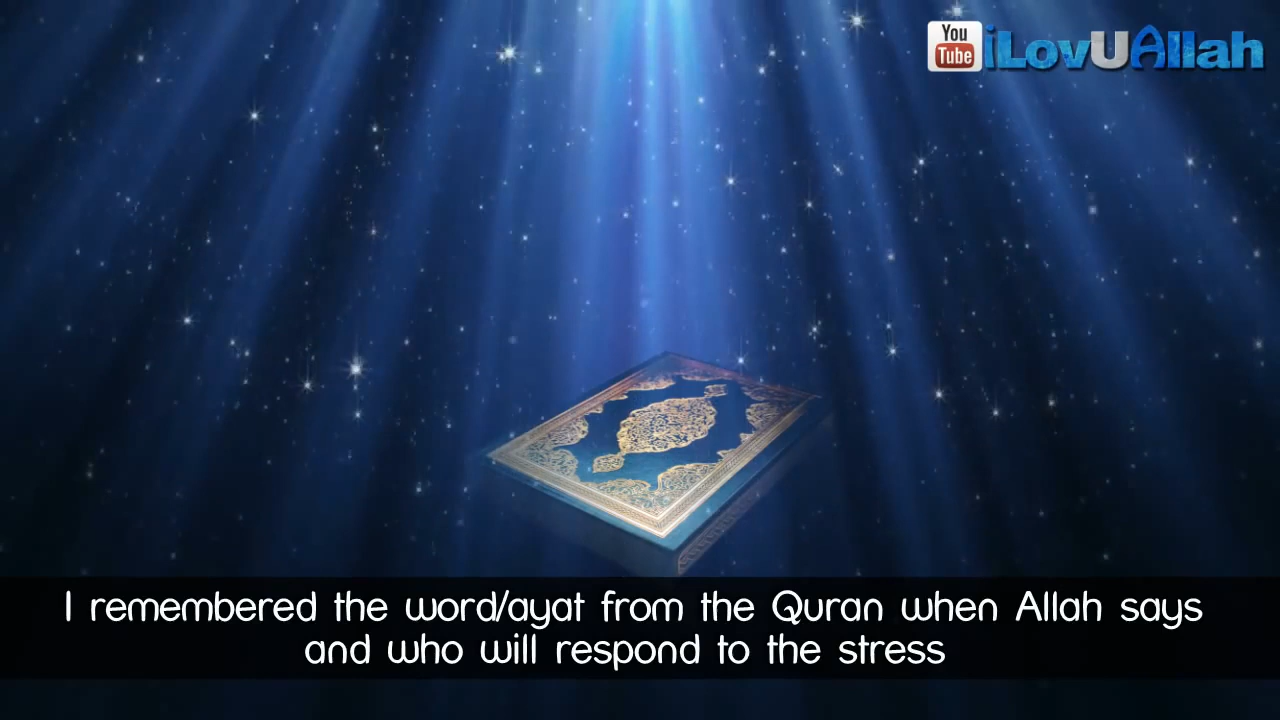 You
Tube
iLovUAllah
I remembered the word/ayat from the Quran when Allah says
and who will respond to the stress